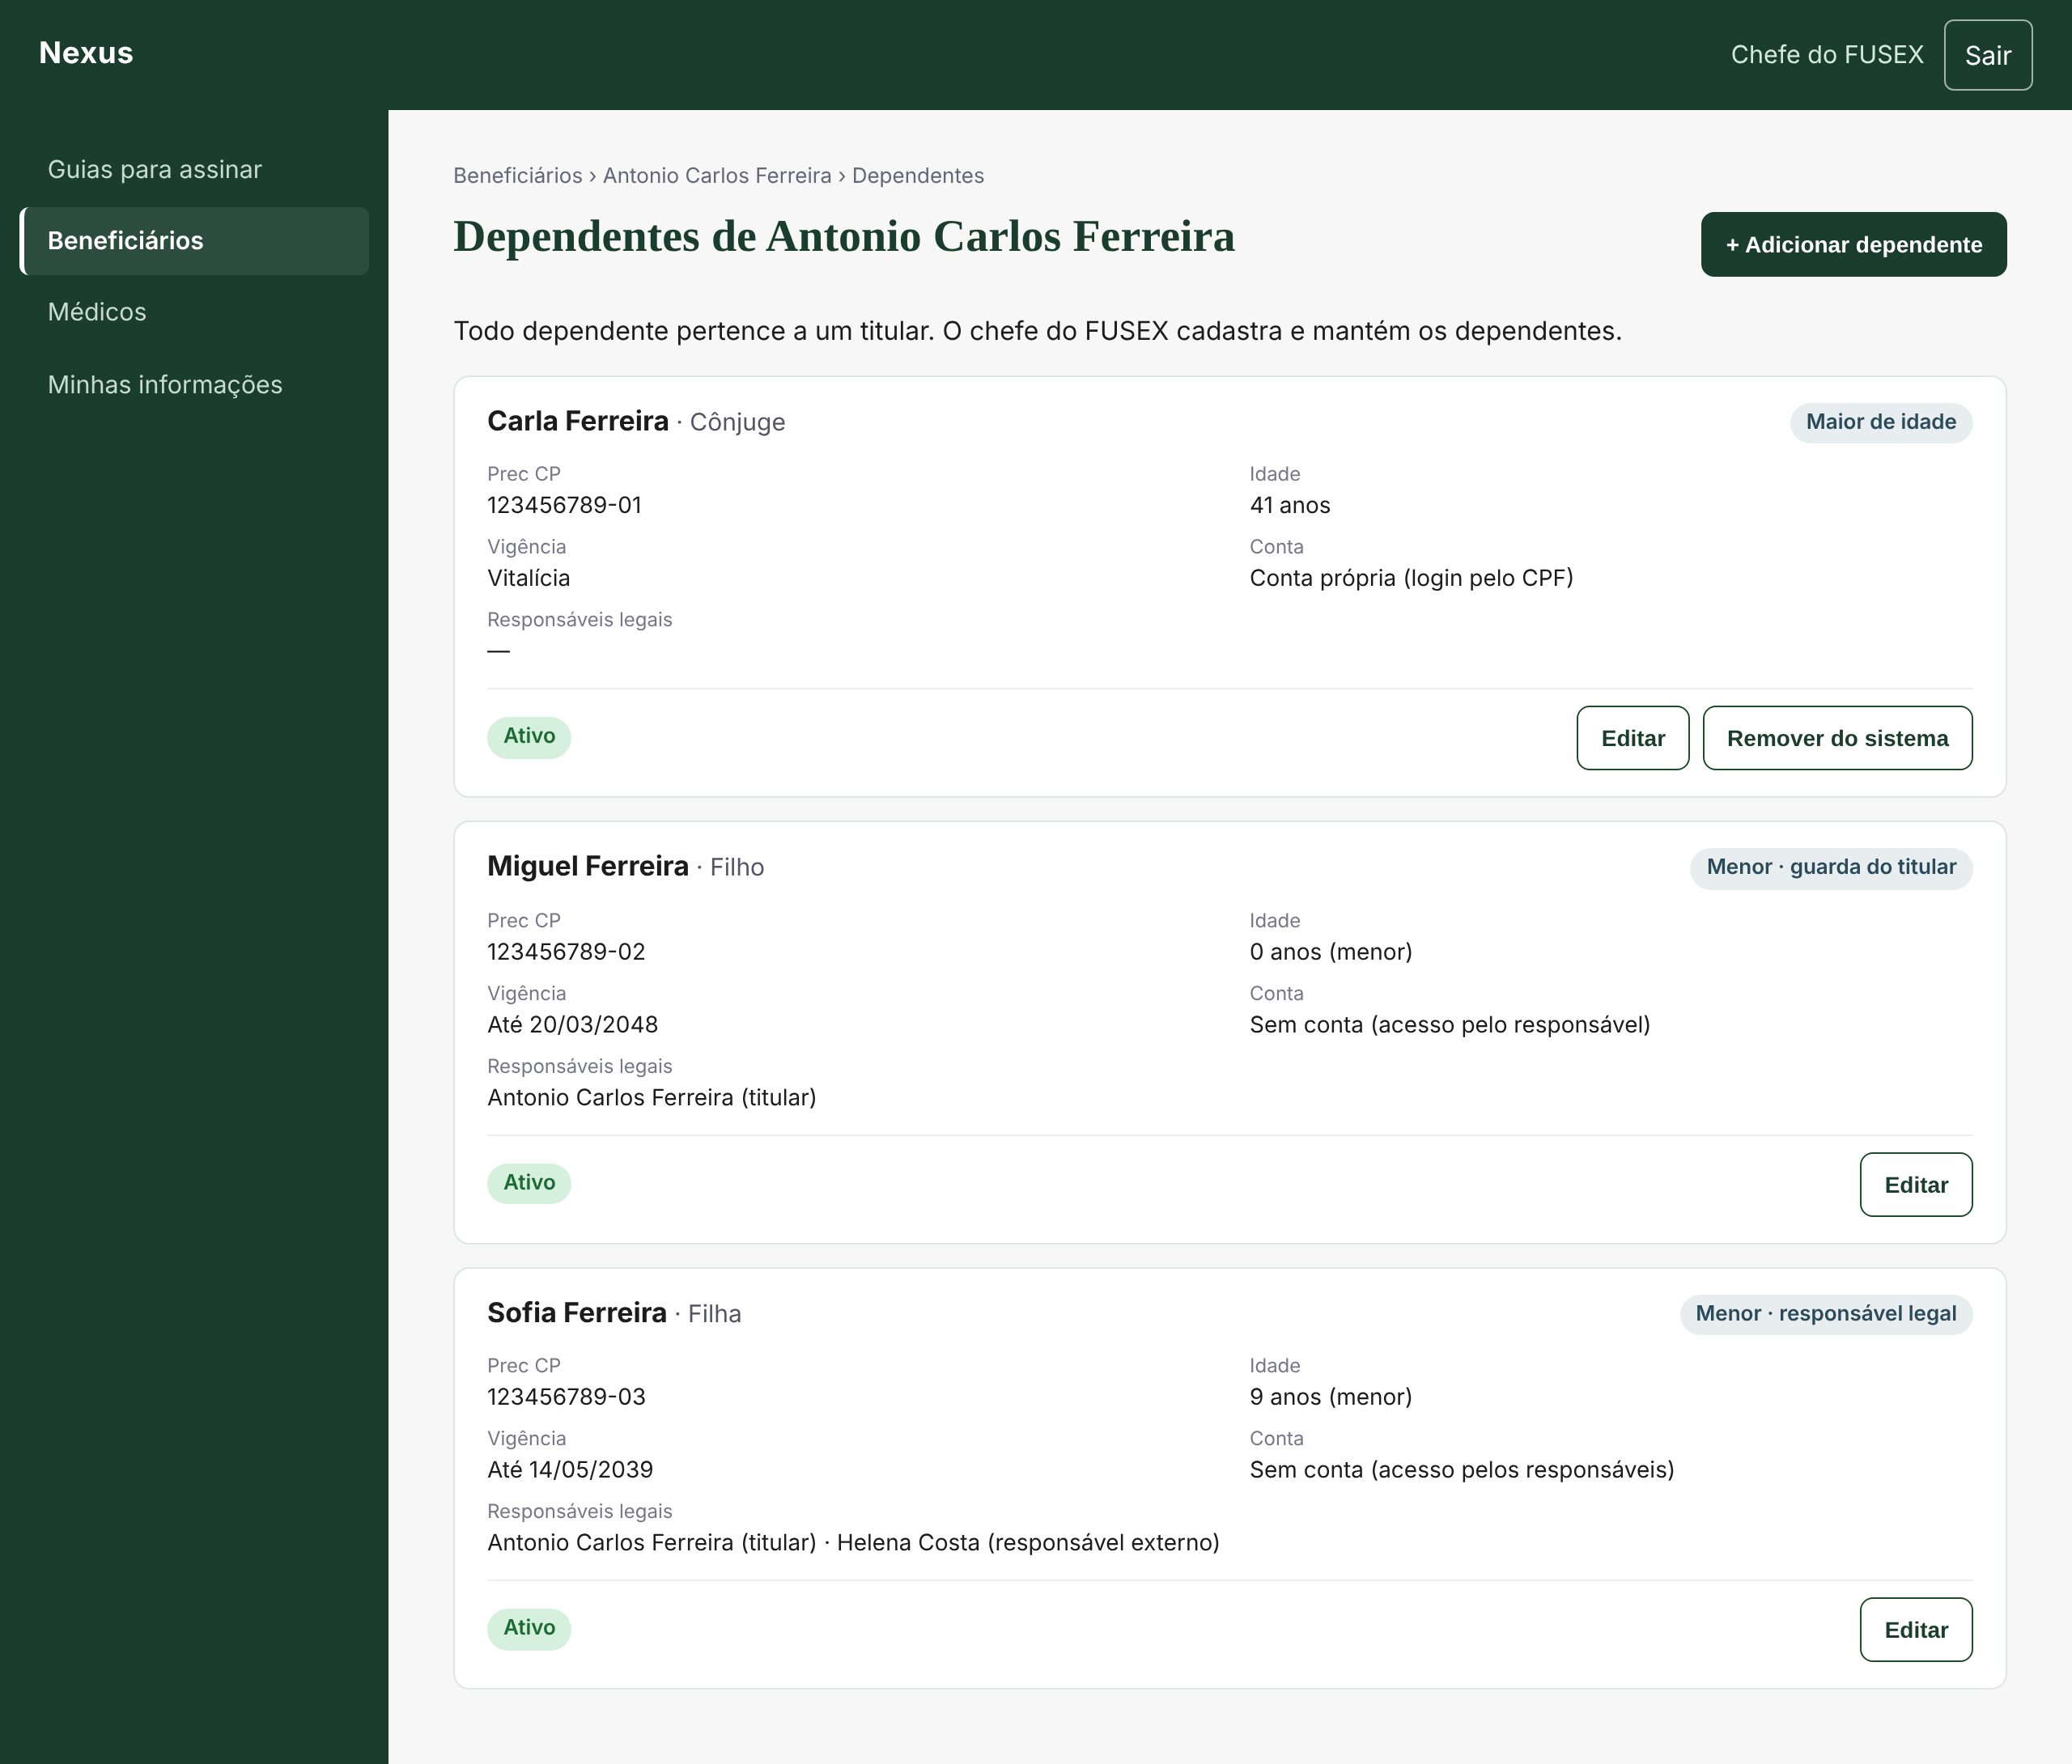 Nexus
Chefe do FUSEX
Sair
Guias para assinar
Beneficiários
Médicos
Minhas informações
Beneficiários › Antonio Carlos Ferreira › Dependentes
Dependentes de Antonio Carlos Ferreira
+ Adicionar dependente
Todo dependente pertence a um titular. O chefe do FUSEX cadastra e mantém os dependentes.
Carla Ferreira · Cônjuge
Maior de idade
Prec CP
123456789-01
Idade
41 anos
Vigência
Vitalícia
Conta
Conta própria (login pelo CPF)
Responsáveis legais
—
Ativo
Editar
Remover do sistema
Miguel Ferreira · Filho
Menor · guarda do titular
Prec CP
123456789-02
Idade
0 anos (menor)
Vigência
Até 20/03/2048
Conta
Sem conta (acesso pelo responsável)
Responsáveis legais
Antonio Carlos Ferreira (titular)
Ativo
Editar
Sofia Ferreira · Filha
Menor · responsável legal
Prec CP
123456789-03
Idade
9 anos (menor)
Vigência
Até 14/05/2039
Conta
Sem conta (acesso pelos responsáveis)
Responsáveis legais
Antonio Carlos Ferreira (titular) · Helena Costa (responsável externo)
Ativo
Editar